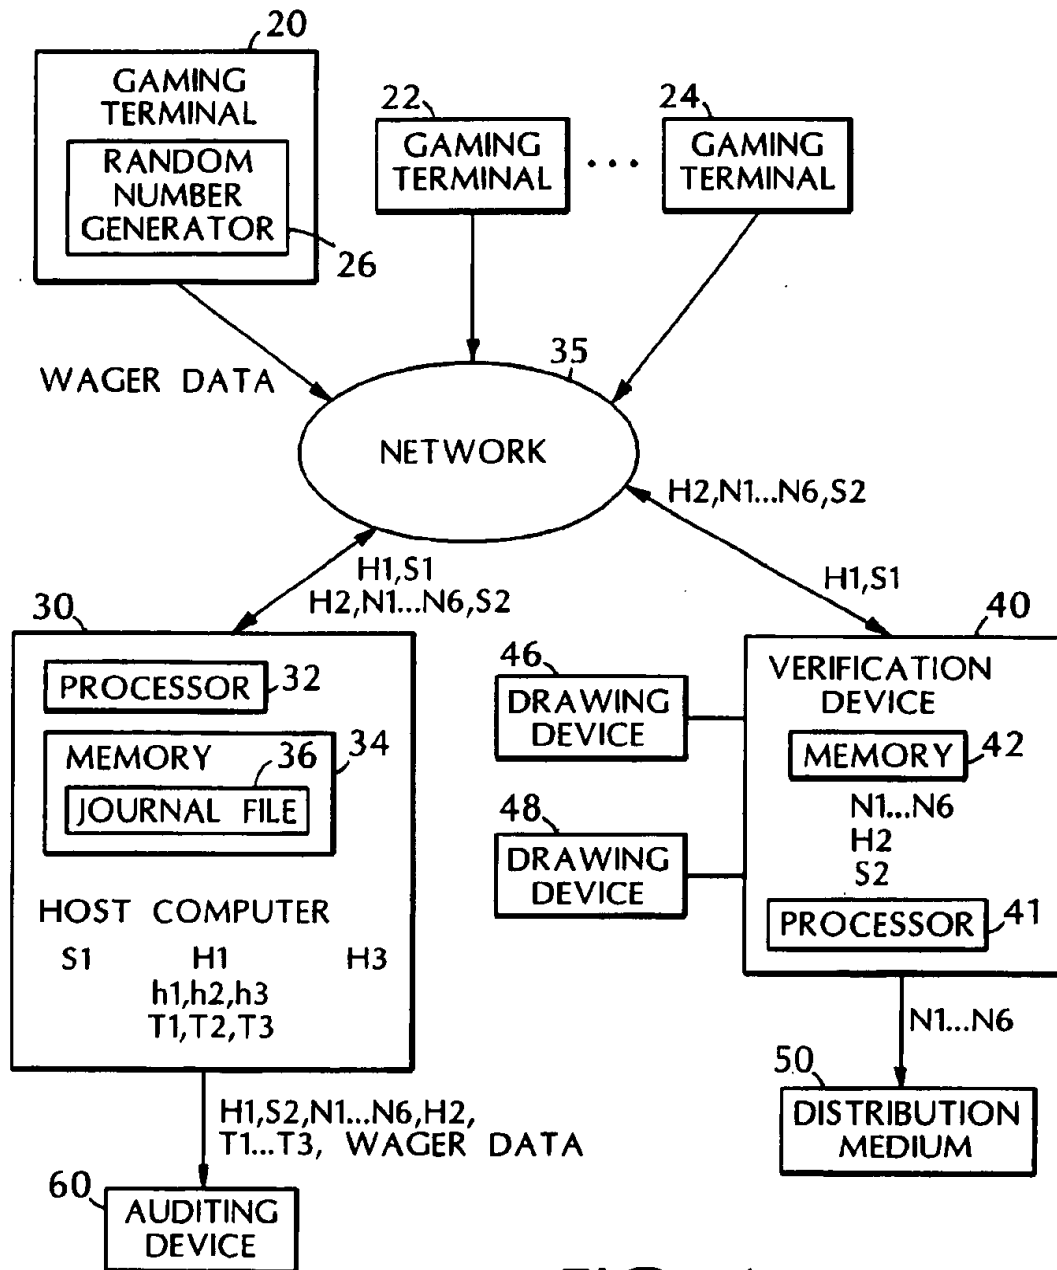 20
GAMING
TERMINAL
RANDOM
NUMBER
GENERATOR
26
22
GAMING
TERMINAL
...
24
GAMING
TERMINAL
WAGER DATA
35
NETWORK
H2,N1...N6,S2
H1,S1
H1,S1
H2,N1...N6,S2
30
PROCESSOR
32
MEMORY
34
36
JOURNAL FILE
HOST COMPUTER
S1 H1 H3
h1,h2,h3
T1,T2,T3
46
DRAWING
DEVICE
48
DRAWING
DEVICE
40
VERIFICATION
DEVICE
MEMORY
42
N1...N6
H2
S2
PROCESSOR
41
N1...N6
50
DISTRIBUTION
MEDIUM
H1,S2,N1...N6,H2,
T1...T3, WAGER DATA
60
AUDITING
DEVICE